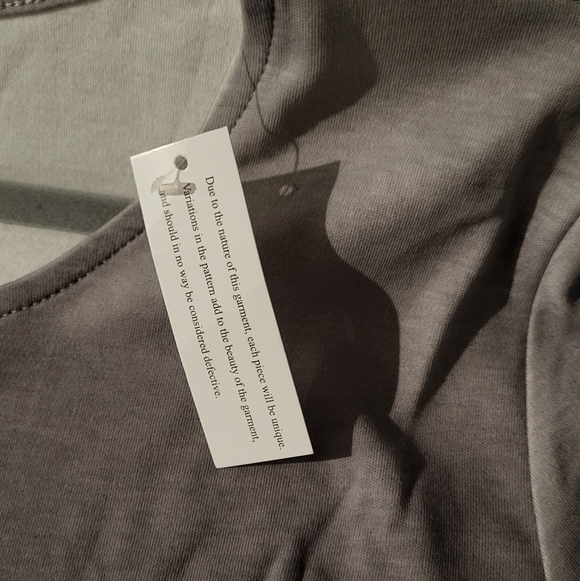 Due to the nature of this garment, each piece will be unique.
Variations in the pattern add to the beauty of the garment,
and should in no way be considered defective.